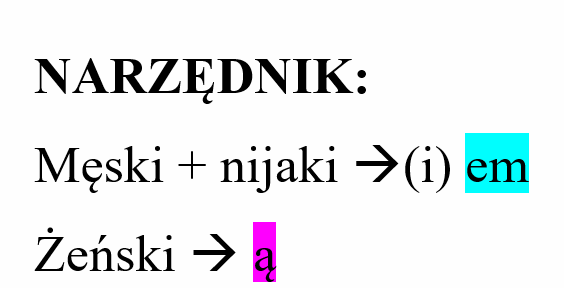 NARZĘDNIK:
Męski + nijaki →(i) em
Żeński → ą